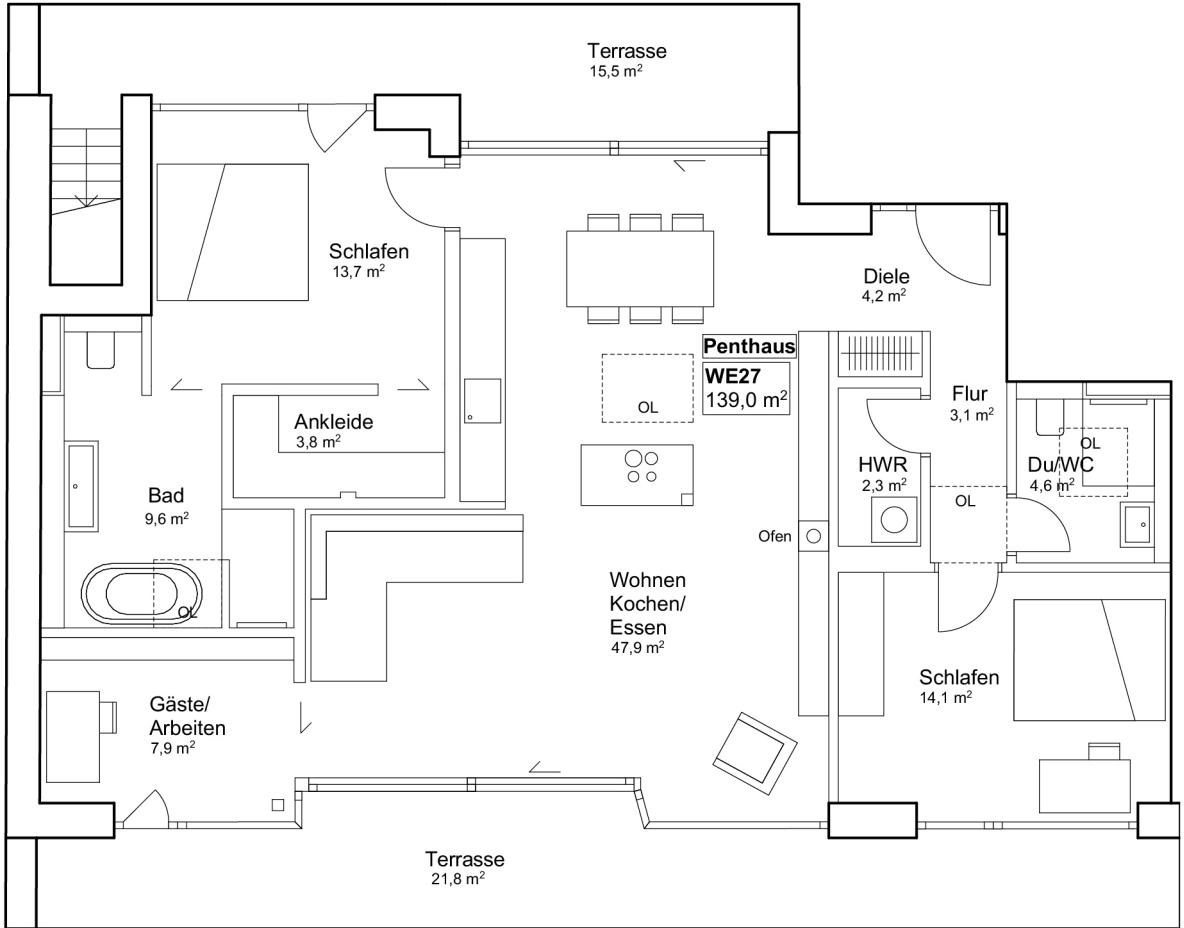 Terrasse
15,5 m²
Schlafen
13,7 m²
Diele
4,2 m²
Penthaus
WE27
139,0 m²
OL
Flur
3,1 m²
Ankleide
3,8 m²
OL
HWR
2,3 m²
Du/WC
4,6 m²
Bad
9,6 m²
OL
Ofen
OL
Wohnen
Kochen/
Essen
47,9 m²
Schlafen
14,1 m²
Gäste/
Arbeiten
7,9 m²
Terrasse
21,8 m²